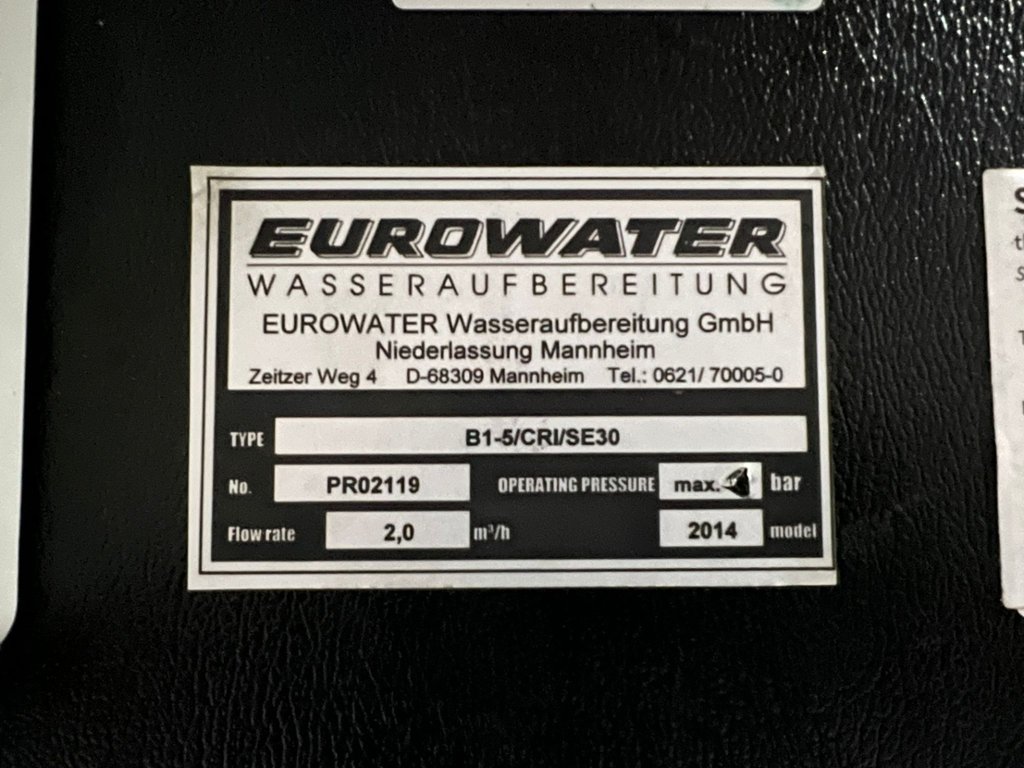 EUROWATER
WASSERAUFBEREITUNG
EUROWATER Wasseraufbereitung GmbH
Niederlassung Mannheim
Zeitzer Weg 4 D-68309 Mannheim Tel.: 0621/ 70005-0
TYPE B1-5/CRI/SE30
No. PR02119 OPERATING PRESSURE max. bar
Flow rate 2,0 m³/h 2014 model